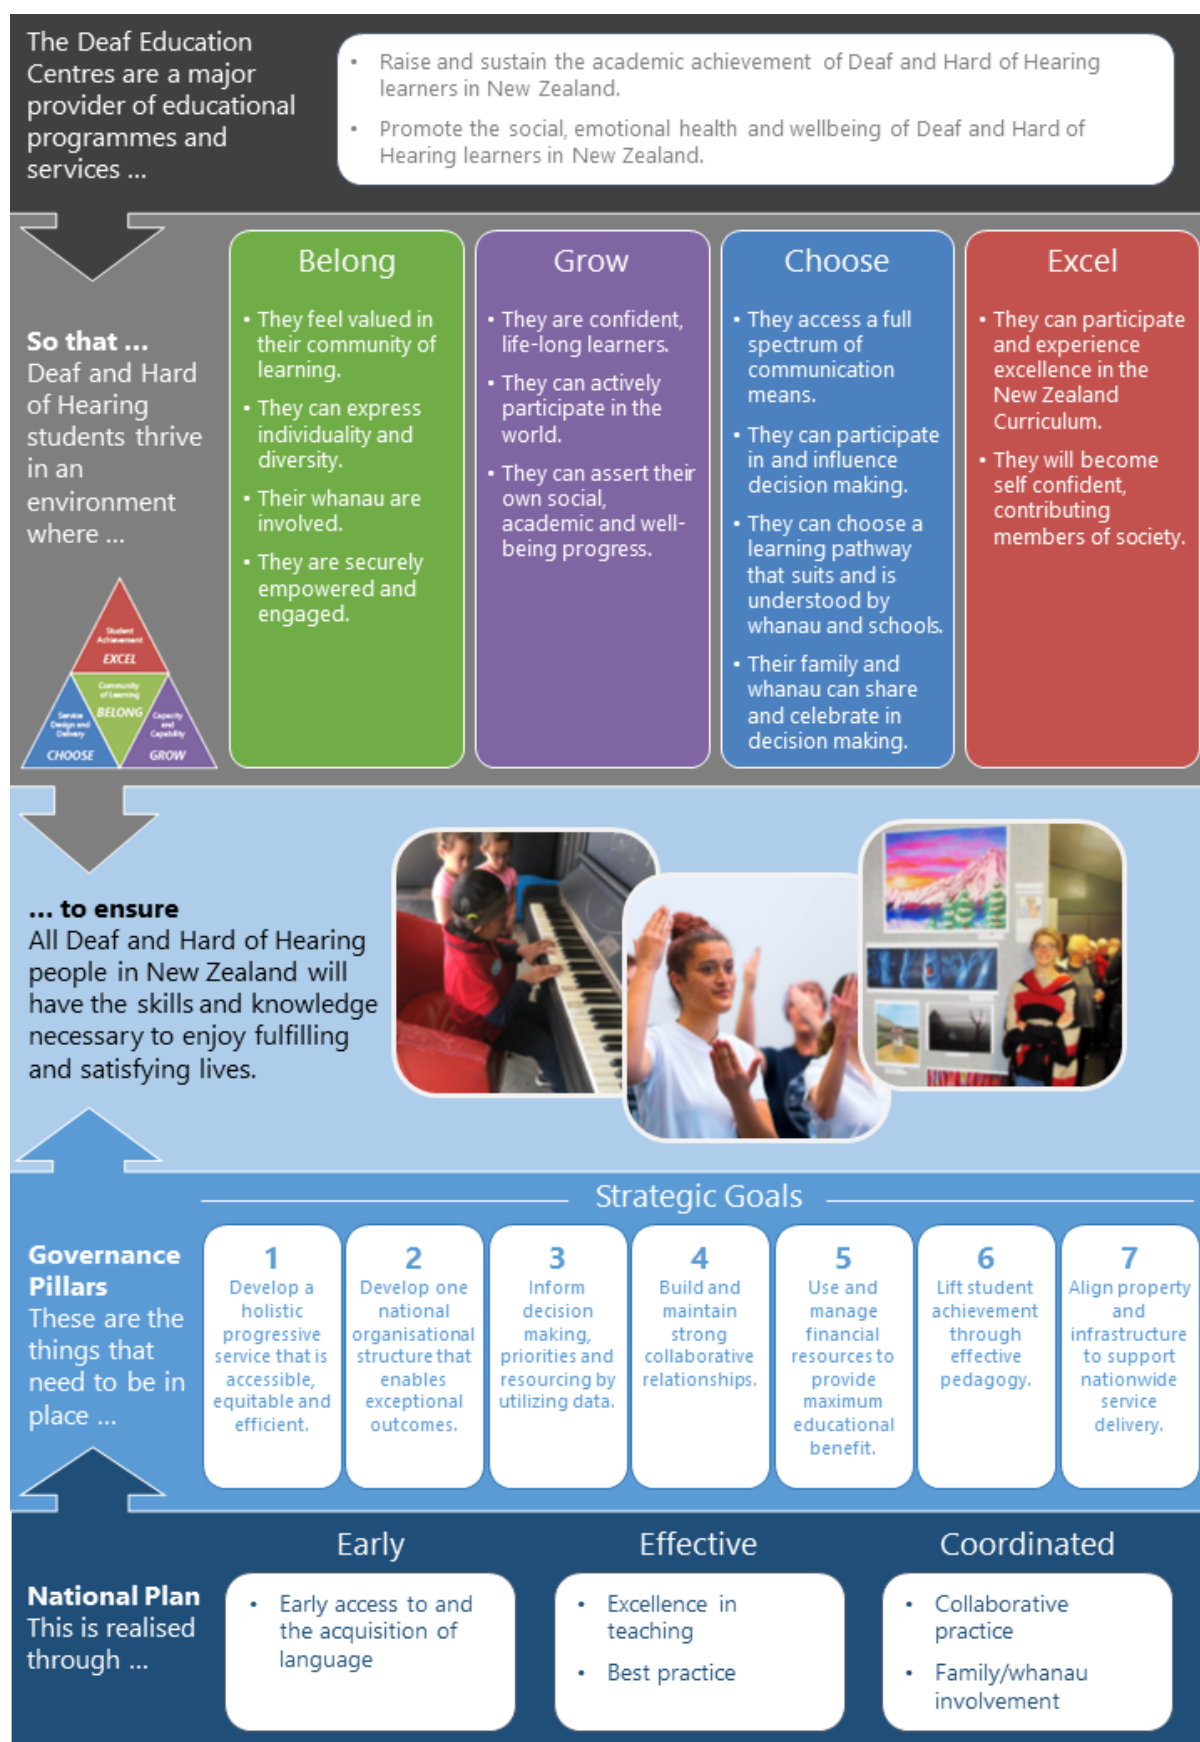 The Deaf Education
Centres are a major
provider of educational
programmes and
services ...
• Raise and sustain the academic achievement of Deaf and Hard of Hearing
learners in New Zealand.
• Promote the social, emotional health and wellbeing of Deaf and Hard of
Hearing learners in New Zealand.
So that ...
Deaf and Hard
of Hearing
students thrive
in an
environment
where ...
Student
Achievement
EXCEL
Community
of Learning
BELONG
Service
Design and
Delivery
CHOOSE
Capacity
and
Capability
GROW
Belong
• They feel valued in
their community of
learning.
• They can express
individuality and
diversity.
• Their whanau are
involved.
• They are securely
empowered and
engaged.
Grow
• They are confident,
life-long learners.
• They can actively
participate in the
world.
• They can assert their
own social,
academic and well-
being progress.
Choose
• They access a full
spectrum of
communication
means.
• They can participate
in and influence
decision making.
• They can choose a
learning pathway
that suits and is
understood by
whanau and schools.
• Their family and
whanau can share
and celebrate in
decision making.
Excel
• They can participate
and experience
excellence in the
New Zealand
Curriculum.
• They will become
self confident,
contributing
members of society.
... to ensure
All Deaf and Hard of Hearing
people in New Zealand will
have the skills and knowledge
necessary to enjoy fulfilling
and satisfying lives.
Strategic Goals
Governance
Pillars
These are the
things that
need to be in
place ...
1
Develop a
holistic
progressive
service that is
accessible,
equitable and
efficient.
2
Develop one
national
organisational
structure that
enables
exceptional
outcomes.
3
Inform
decision
making,
priorities and
resourcing by
utilizing data.
4
Build and
maintain
strong
collaborative
relationships.
5
Use and
manage
financial
resources to
provide
maximum
educational
benefit.
6
Lift student
achievement
through
effective
pedagogy.
7
Align property
and
infrastructure
to support
nationwide
service
delivery.
National Plan
This is realised
through ...
Early
• Early access to and
the acquisition of
language
Effective
• Excellence in
teaching
• Best practice
Coordinated
• Collaborative
practice
• Family/whanau
involvement